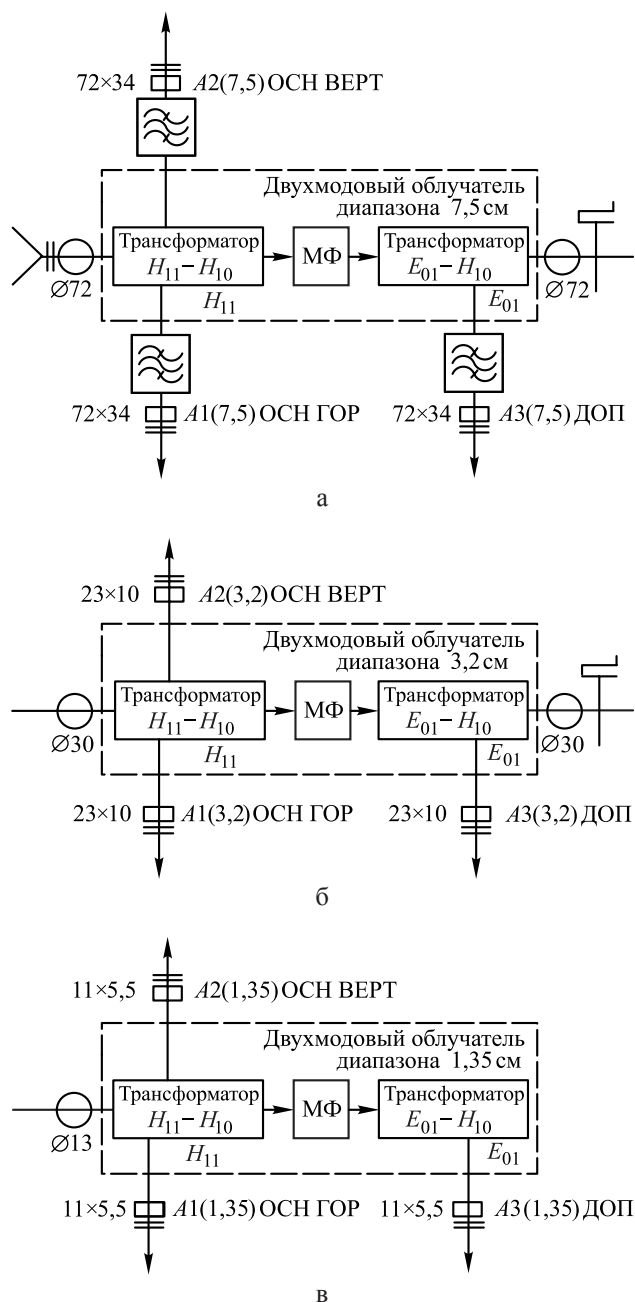 72×34 A2(7,5) ОСН ВЕРТ
Двухмодовый облучатель
диапазона 7,5 см
Трансформатор
H11–H10
МФ
Трансформатор
E01–H10
Ø72
H11
E01
Ø72
72×34 A1(7,5) ОСН ГОР
72×34 A3(7,5) ДОП
а
23×10 A2(3,2) ОСН ВЕРТ
Двухмодовый облучатель
диапазона 3,2 см
Трансформатор
H11–H10
МФ
Трансформатор
E01–H10
Ø30
H11
E01
Ø30
23×10 A1(3,2) ОСН ГОР
23×10 A3(3,2) ДОП
б
11×5,5 A2(1,35) ОСН ВЕРТ
Двухмодовый облучатель
диапазона 1,35 см
Трансформатор
H11–H10
МФ
Трансформатор
E01–H10
Ø13
H11
E01
11×5,5 A1(1,35) ОСН ГОР
11×5,5 A3(1,35) ДОП
в